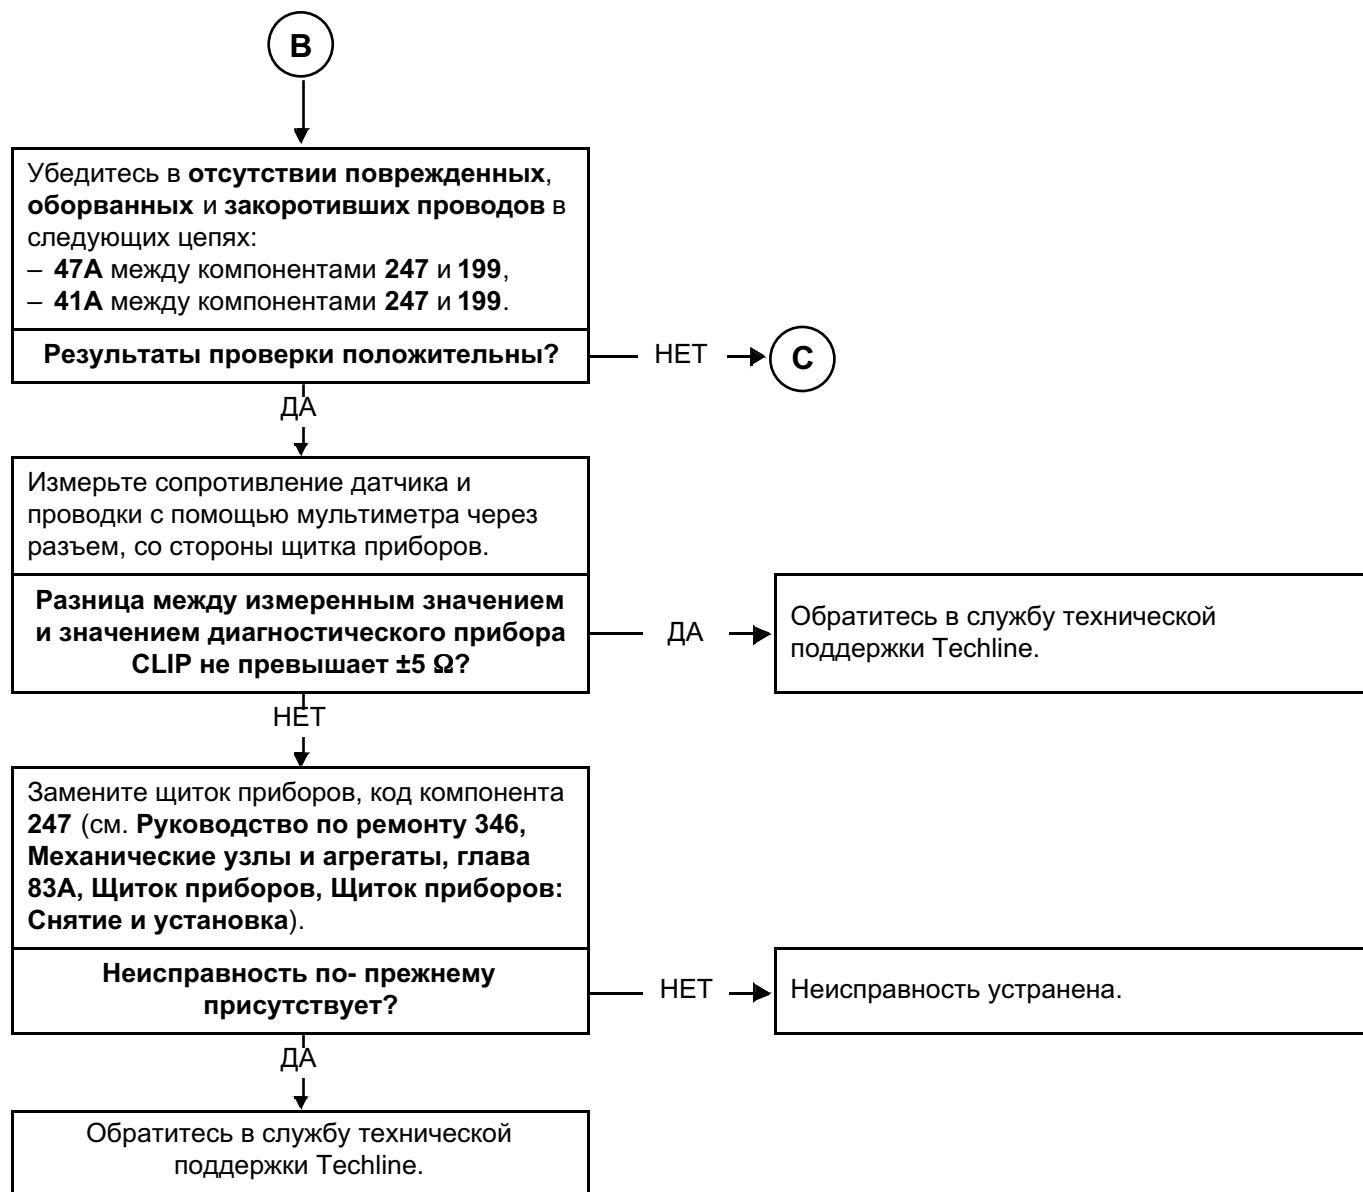 B
Убедитесь в отсутствии поврежденных,
оборванных и закоротивших проводов в
следующих цепях:
– 47A между компонентами 247 и 199,
– 41A между компонентами 247 и 199.
Результаты проверки положительны?
НЕТ
C
ДА
Измерьте сопротивление датчика и
проводки с помощью мультиметра через
разъем, со стороны щитка приборов.
Разница между измеренным значением
и значением диагностического прибора
CLIP не превышает ±5 Ω?
ДА
Обратитесь в службу технической
поддержки Techline.
НЕТ
Замените щиток приборов, код компонента
247 (см. Руководство по ремонту 346,
Механические узлы и агрегаты, глава
83A, Щиток приборов, Щиток приборов:
Снятие и установка).
Неисправность по- прежнему
присутствует?
НЕТ
Неисправность устранена.
ДА
Обратитесь в службу технической
поддержки Techline.